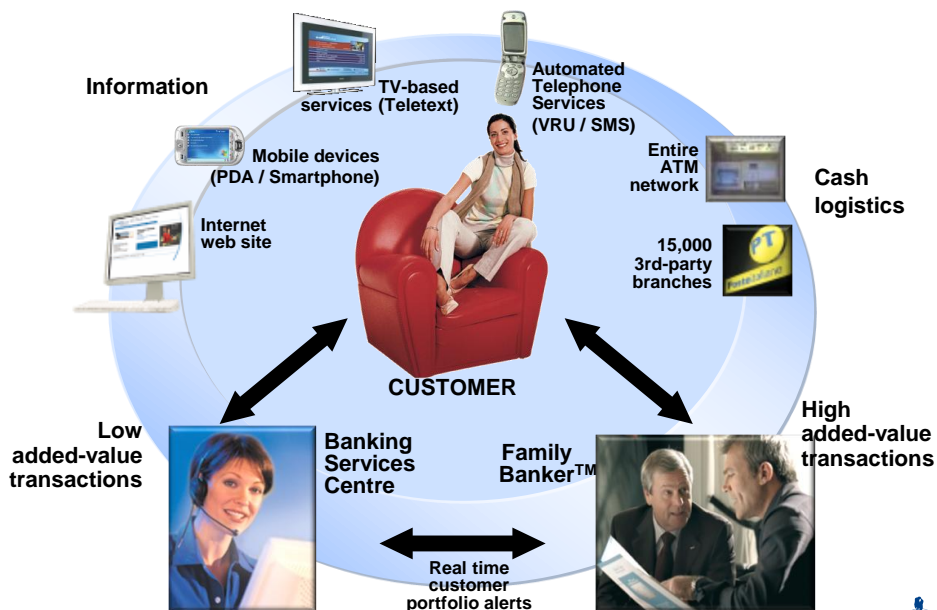 Information
TV-based
services (Teletext)
Automated
Telephone
Services
(VRU / SMS)
Mobile devices
(PDA / Smartphone)
Internet
web site
Entire
ATM
network
Cash
logistics
15,000
3rd-party
branches
PT
Posteitaliane
CUSTOMER
Low
added-value
transactions
Banking
Services
Centre
Family
Banker™
High
added-value
transactions
Real time
customer
portfolio alerts